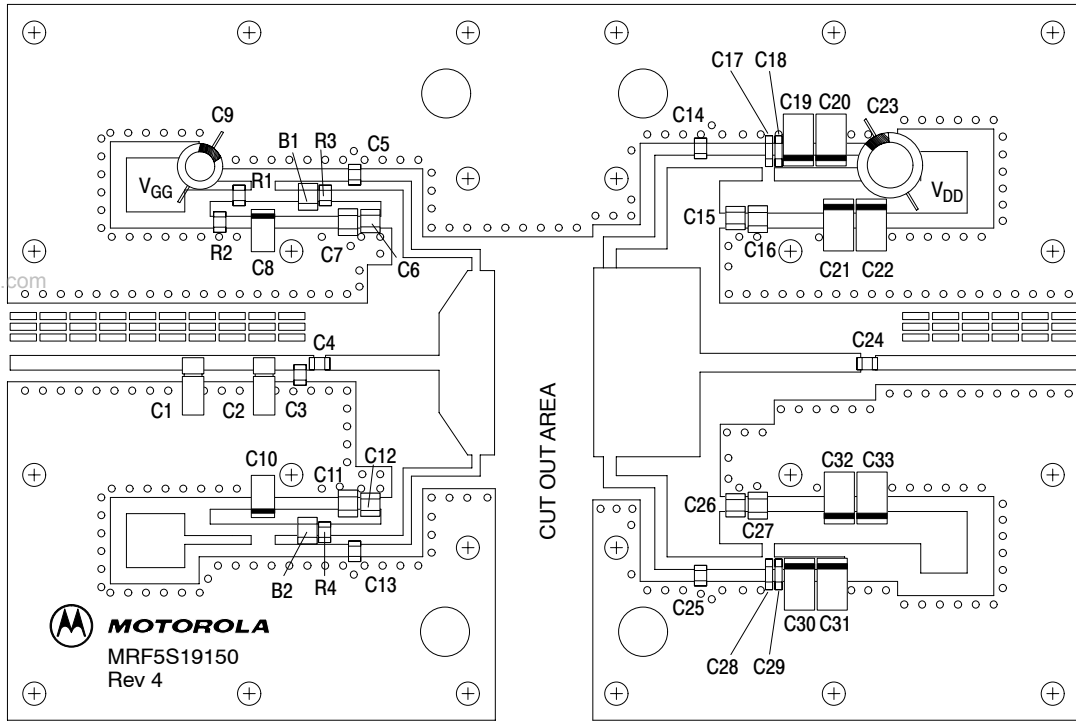 C17 C18
C19 C20 C23
C9
C14
B1 R3 C5
R1
VGG
VDD
C15
C16
R2 C8 C7 C6
C21 C22
.com
C4
C24
C1 C2 C3
CUT OUT AREA
C10 C11 C12
C32 C33
C26
C27
B2 R4 C13
C25
C30 C31
C28 C29
MOTOROLA
MRF5S19150
Rev 4